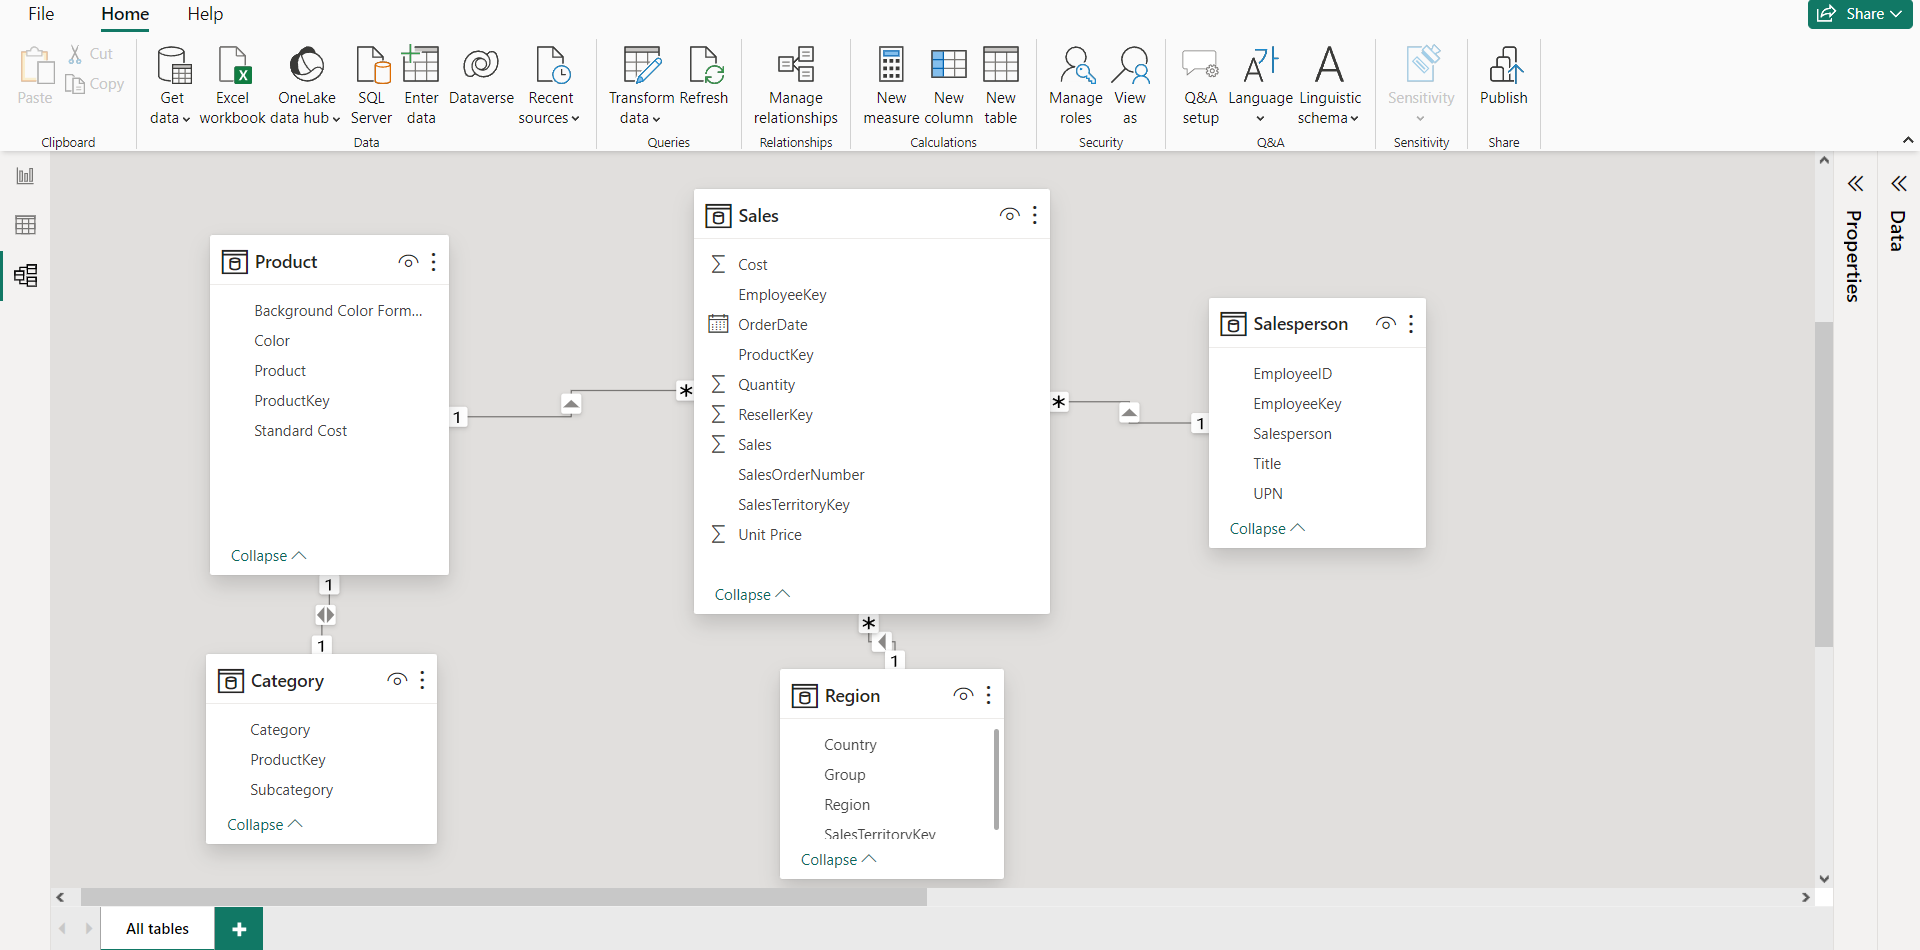 File
Home
Help
Share
Paste
Cut
Copy
Get data
Excel workbook
OneLake data hub
SQL Server
Enter data
Dataverse
Recent sources
Transform data
Refresh
Manage relationships
New measure
New column
New table
Manage roles
View as
Q&A setup
Language
Linguistic schema
Sensitivity
Publish
Clipboard
Data
Queries
Relationships
Calculations
Security
Q&A
Sensitivity
Share
Product
Background Color Form...
Color
Product
ProductKey
Standard Cost
Collapse
1
*
Sales
Σ Cost
EmployeeKey
OrderDate
ProductKey
Σ Quantity
Σ ResellerKey
Σ Sales
SalesOrderNumber
SalesTerritoryKey
Σ Unit Price
Collapse
*
1
Salesperson
EmployeeID
EmployeeKey
Salesperson
Title
UPN
Collapse
1
1
Category
Category
ProductKey
Subcategory
Collapse
*
1
Region
Country
Group
Region
SalesTerritoryKey
Collapse
Properties
Data
All tables
+